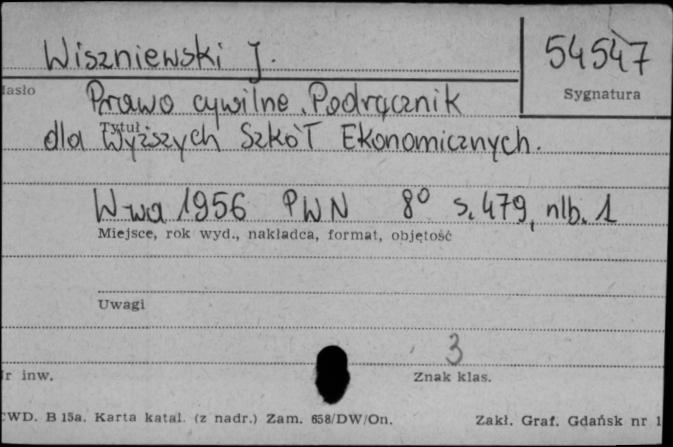 Wiszniewski J.
54547
Sygnatura
Hasło
Prawo cywilne. Podręcznik
Tytuł
dla Wyższych Szkół Ekonomicznych.
W-wa 1956 PWN 8° s. 479, nlb. 1
Miejsce, rok wyd., nakładca, format, objętość
Uwagi
3
Nr inw.
Znak klas.
CWD. B 15a. Karta katal. (z nadr.) Zam. 658/DW/On.
Zakł. Graf. Gdańsk nr 1